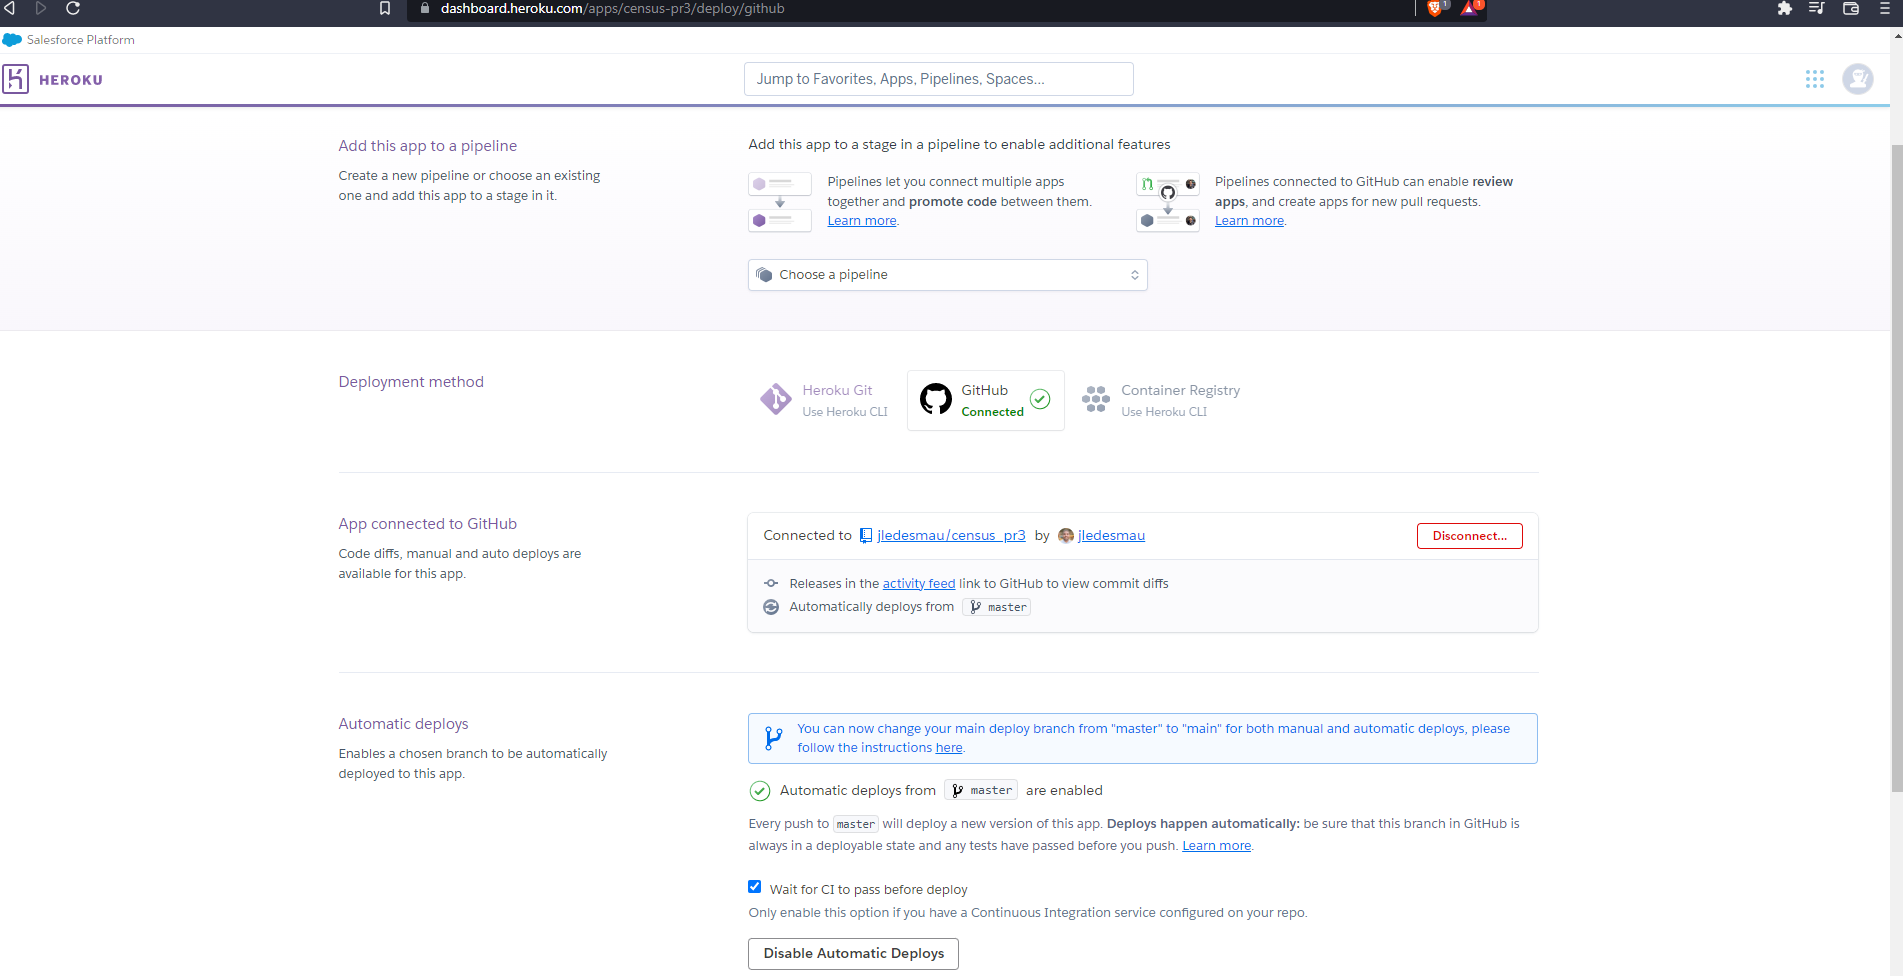 dashboard.heroku.com/apps/census-pr3/deploy/github
1
1
Salesforce Platform
HEROKU
Jump to Favorites, Apps, Pipelines, Spaces...
Add this app to a pipeline
Create a new pipeline or choose an existing
one and add this app to a stage in it.
Add this app to a stage in a pipeline to enable additional features
Pipelines let you connect multiple apps
together and promote code between them.
Learn more.
Pipelines connected to GitHub can enable review
apps, and create apps for new pull requests.
Learn more.
Choose a pipeline
Deployment method
Heroku Git
Use Heroku CLI
GitHub
Connected
Container Registry
Use Heroku CLI
App connected to GitHub
Code diffs, manual and auto deploys are
available for this app.
Connected to jledesmau/census_pr3 by jledesmau
Disconnect...
Releases in the activity feed link to GitHub to view commit diffs
Automatically deploys from master
Automatic deploys
Enables a chosen branch to be automatically
deployed to this app.
You can now change your main deploy branch from "master" to "main" for both manual and automatic deploys, please
follow the instructions here.
Automatic deploys from master are enabled
Every push to master will deploy a new version of this app. Deploys happen automatically: be sure that this branch in GitHub is
always in a deployable state and any tests have passed before you push. Learn more.
Wait for CI to pass before deploy
Only enable this option if you have a Continuous Integration service configured on your repo.
Disable Automatic Deploys